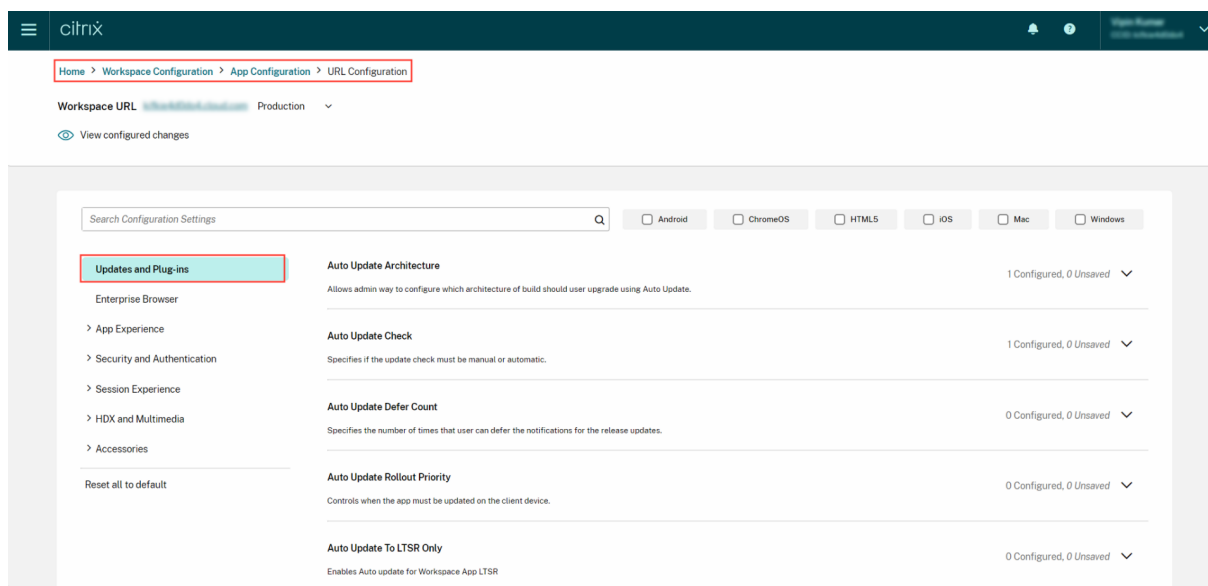 citrix
Home > Workspace Configuration > App Configuration > URL Configuration
Workspace URL Production
View configured changes
Search Configuration Settings
Android ChromeOS HTML5 iOS Mac Windows
Updates and Plug-ins
Enterprise Browser
> App Experience
> Security and Authentication
> Session Experience
> HDX and Multimedia
> Accessories
Reset all to default
Auto Update Architecture
1 Configured, 0 Unsaved
Allows admin way to configure which architecture of build should user upgrade using Auto Update.
Auto Update Check
1 Configured, 0 Unsaved
Specifies if the update check must be manual or automatic.
Auto Update Defer Count
0 Configured, 0 Unsaved
Specifies the number of times that user can defer the notifications for the release updates.
Auto Update Rollout Priority
0 Configured, 0 Unsaved
Controls when the app must be updated on the client device.
Auto Update To LTSR Only
0 Configured, 0 Unsaved
Enables Auto update for Workspace App LTSR